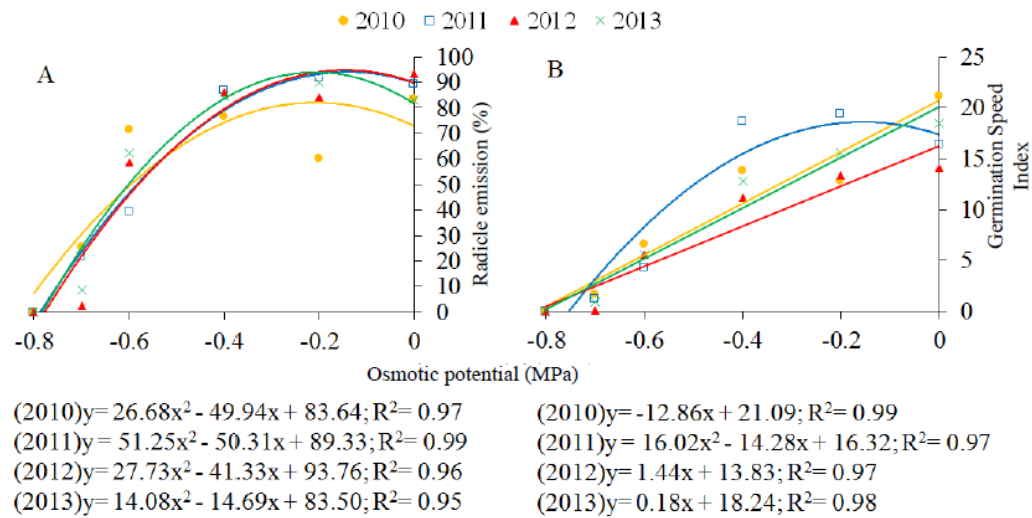 2010 2011 2012 2013
A
100
90
80
70
60
50
40
30
20
10
0
Radicle emission (%)
-0.8 -0.6 -0.4 -0.2 0
B
25
20
15
10
5
0
Germination Speed
Index
-0.8 -0.6 -0.4 -0.2 0
Osmotic potential (MPa)
(2010)y= 26.68x² - 49.94x + 83.64; R²= 0.97
(2011)y= 51.25x² - 50.31x + 89.33; R²= 0.99
(2012)y= 27.73x² - 41.33x + 93.76; R²= 0.96
(2013)y= 14.08x² - 14.69x + 83.50; R²= 0.95
(2010)y= -12.86x + 21.09; R²= 0.99
(2011)y= 16.02x² - 14.28x + 16.32; R²= 0.97
(2012)y= 1.44x + 13.83; R²= 0.97
(2013)y= 0.18x + 18.24; R²= 0.98